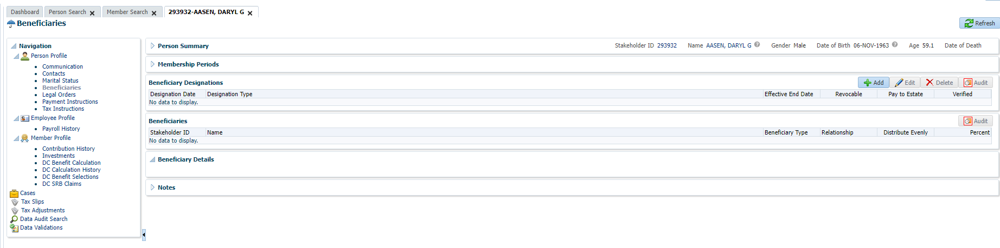 Dashboard Person Search Member Search 293932-AASEN, DARYL G
Beneficiaries
Refresh
Navigation
Person Profile
Communication
Contacts
Marital Status
Beneficiaries
Legal Orders
Payment Instructions
Tax Instructions
Employee Profile
Payroll History
Member Profile
Contribution History
Investments
DC Benefit Calculation
DC Calculation History
DC Benefit Selections
DC SRB Claims
Cases
Tax Slips
Tax Adjustments
Data Audit Search
Data Validations
Person Summary Stakeholder ID 293932 Name AASEN, DARYL G Gender Male Date of Birth 06-NOV-1963 Age 59.1 Date of Death
Membership Periods
Beneficiary Designations Add Edit Delete Audit
Designation Date Designation Type Effective End Date Revocable Pay to Estate Verified
No data to display.
Beneficiaries Audit
Stakeholder ID Name Beneficiary Type Relationship Distribute Evenly Percent
No data to display.
Beneficiary Details
Notes